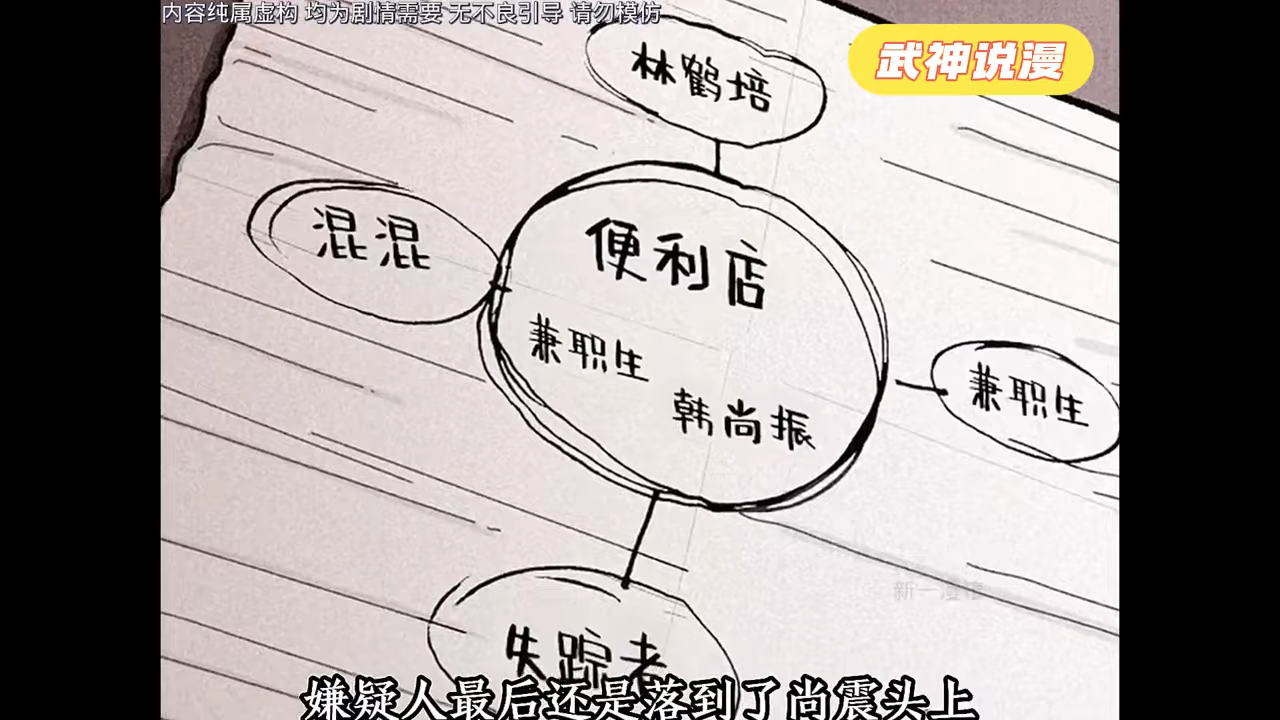 内容纯属虚构 均为剧情需要 无不良引导 请勿模仿
武神说漫
林鹤培
混混
便利店
兼职生
韩尚振
兼职生
失踪者
嫌疑人最后还是落到了尚震头上